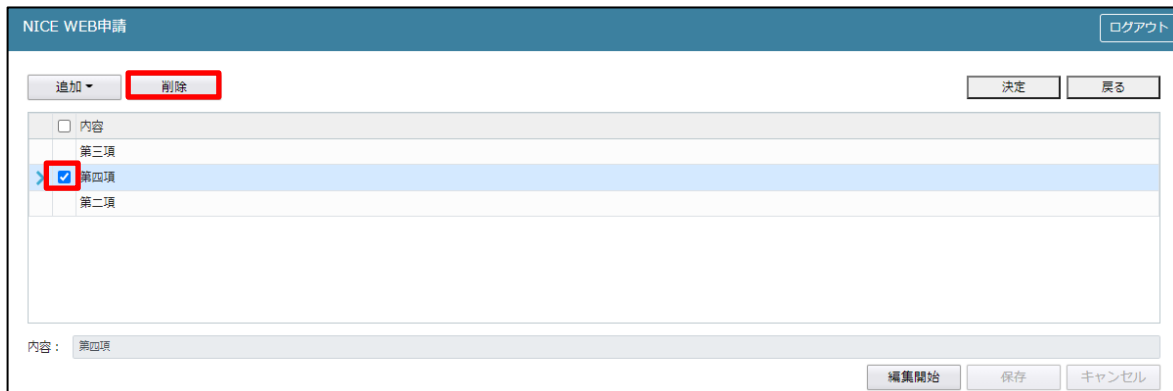 NICE WEB申請 ログアウト
追加 削除 決定 戻る
内容
第三項
第四項
第二項
内容： 第四項
編集開始 保存 キャンセル